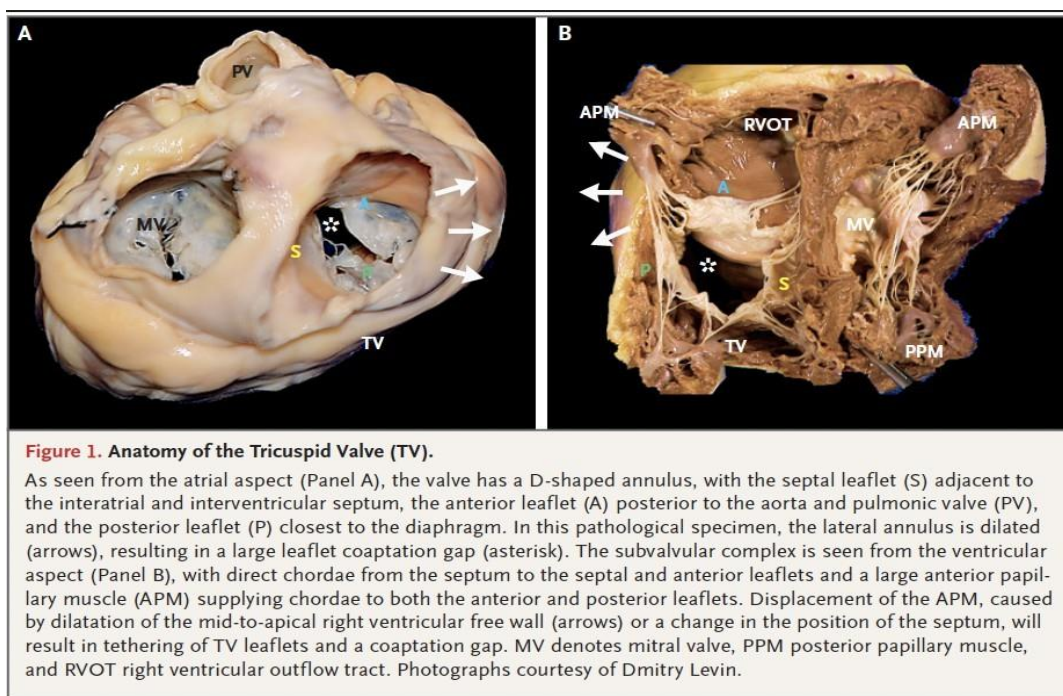 A
PV
MV
A
S
P
TV
B
APM
RVOT
APM
A
MV
P
S
TV
PPM
Figure 1. Anatomy of the Tricuspid Valve (TV).
As seen from the atrial aspect (Panel A), the valve has a D-shaped annulus, with the septal leaflet (S) adjacent to
the interatrial and interventricular septum, the anterior leaflet (A) posterior to the aorta and pulmonic valve (PV),
and the posterior leaflet (P) closest to the diaphragm. In this pathological specimen, the lateral annulus is dilated
(arrows), resulting in a large leaflet coaptation gap (asterisk). The subvalvular complex is seen from the ventricular
aspect (Panel B), with direct chordae from the septum to the septal and anterior leaflets and a large anterior papil-
lary muscle (APM) supplying chordae to both the anterior and posterior leaflets. Displacement of the APM, caused
by dilatation of the mid-to-apical right ventricular free wall (arrows) or a change in the position of the septum, will
result in tethering of TV leaflets and a coaptation gap. MV denotes mitral valve, PPM posterior papillary muscle,
and RVOT right ventricular outflow tract. Photographs courtesy of Dmitry Levin.